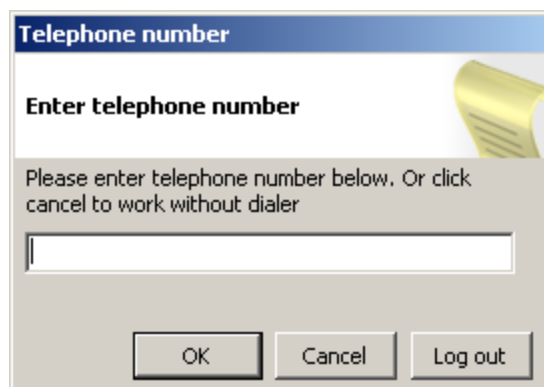 Telephone number
Enter telephone number
Please enter telephone number below. Or click
cancel to work without dialer
OK
Cancel
Log out